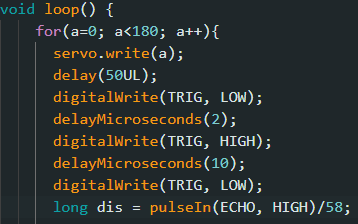 void loop() {
for(a=0; a<180; a++){
servo.write(a);
delay(50UL);
digitalWrite(TRIG, LOW);
delayMicroseconds(2);
digitalWrite(TRIG, HIGH);
delayMicroseconds(10);
digitalWrite(TRIG, LOW);
long dis = pulseIn(ECHO, HIGH)/58;